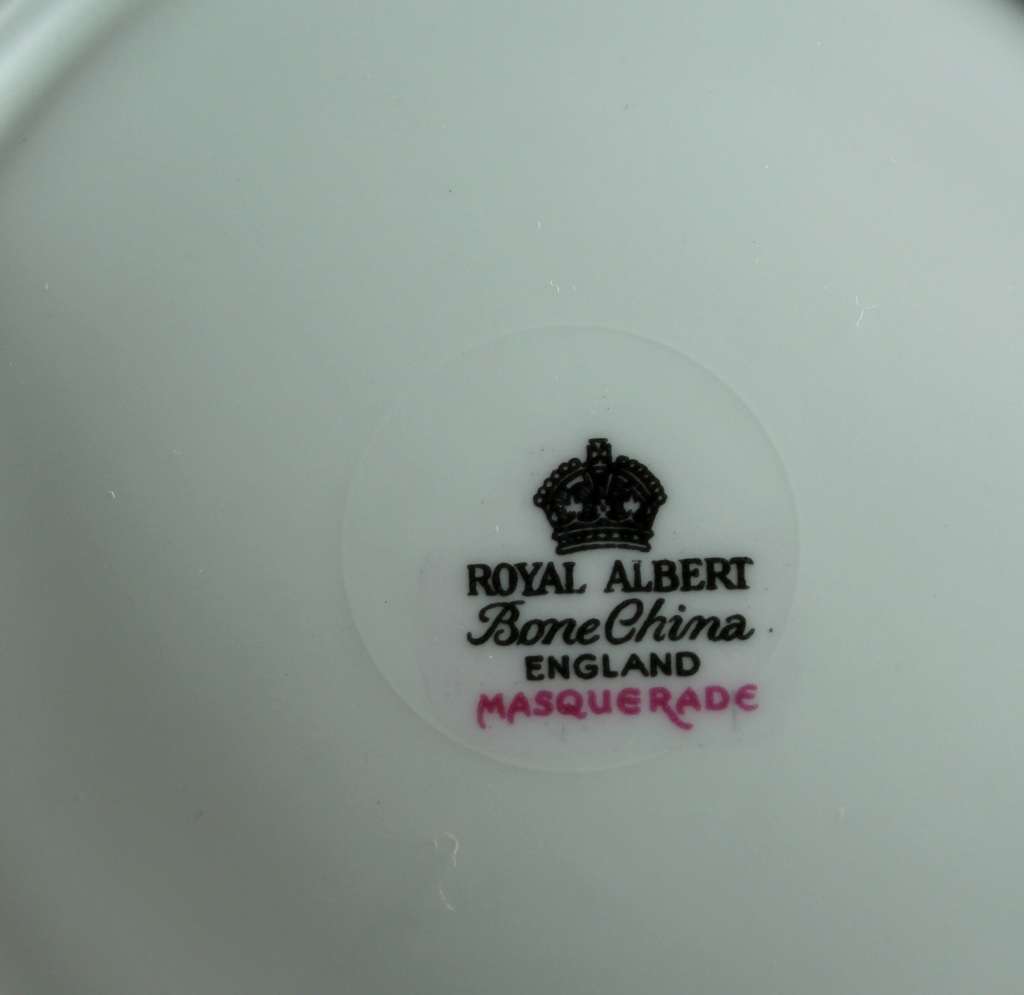 ROYAL ALBERT
Bone China
ENGLAND
MASQUERADE